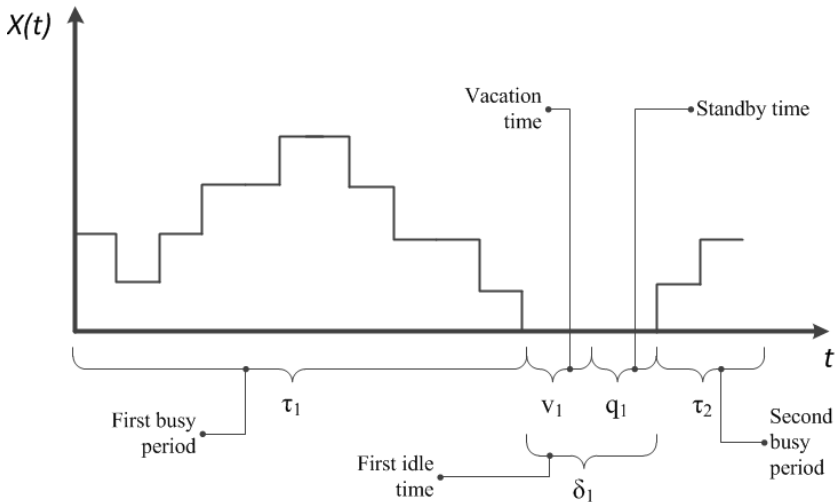 X(t)
Vacation
time
Standby time
t
τ1
v1
q1
τ2
First busy
period
Second
busy
period
First idle
time
δ1